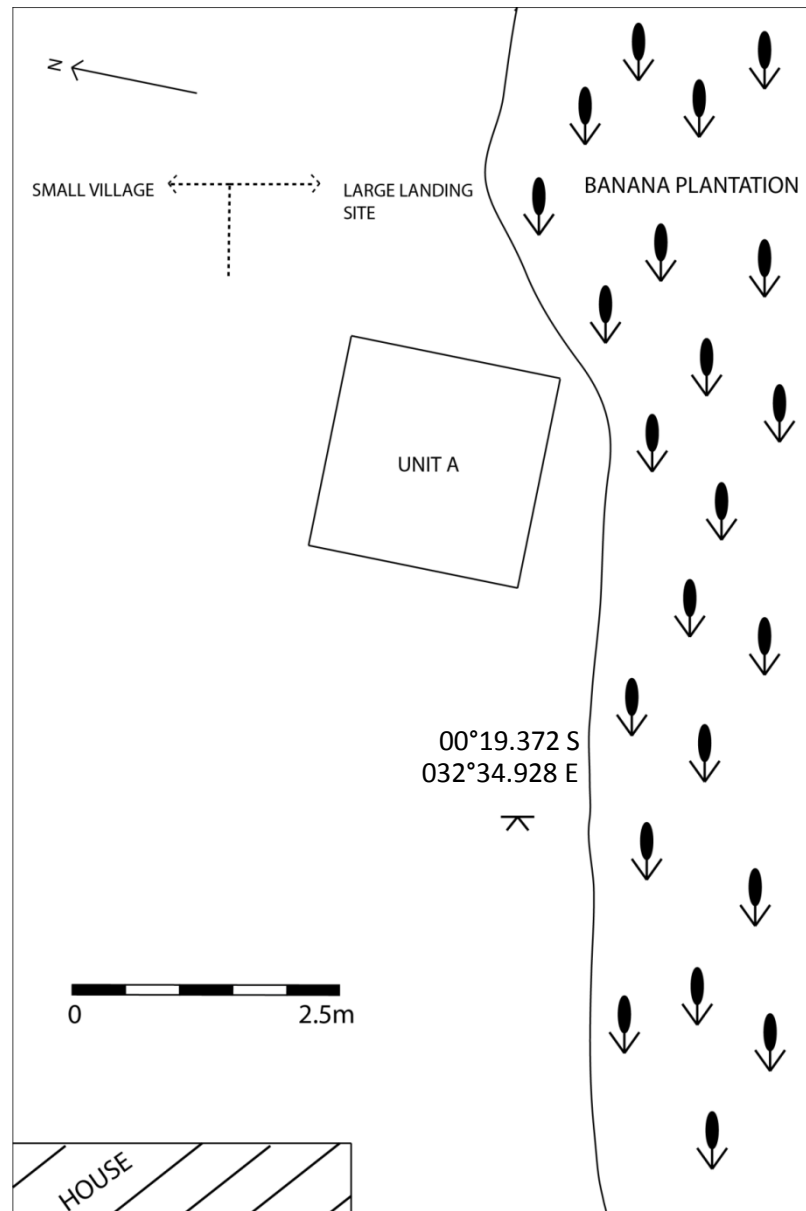 N
SMALL VILLAGE
LARGE LANDING
SITE
BANANA PLANTATION
UNIT A
00°19.372 S
032°34.928 E
0
2.5m
HOUSE